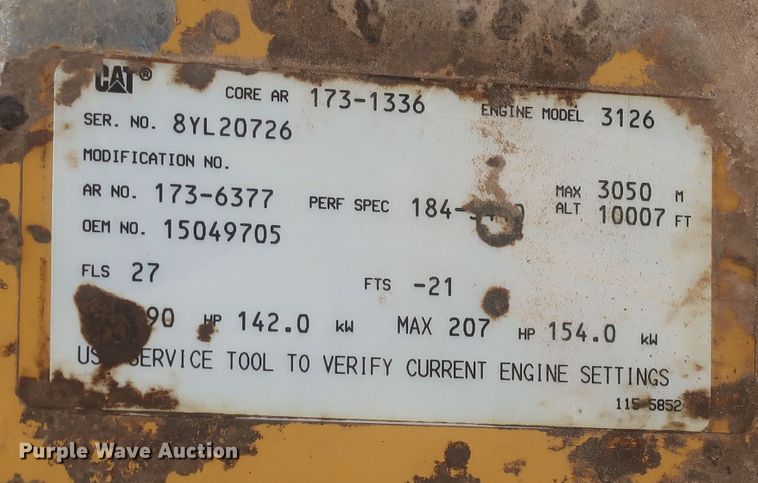 CAT®
CORE AR 173-1336 ENGINE MODEL 3126
SER. NO. 8YL20726
MODIFICATION NO.
AR NO. 173-6377 PERF SPEC MAX ALT 3050 M 10007 FT
OEM NO. 15049705
FLS 27 FTS -21
90 HP 142.0 kW MAX 207 HP 154.0 kW
SERVICE TOOL TO VERIFY CURRENT ENGINE SETTINGS
115-5852
Purple Wave Auction